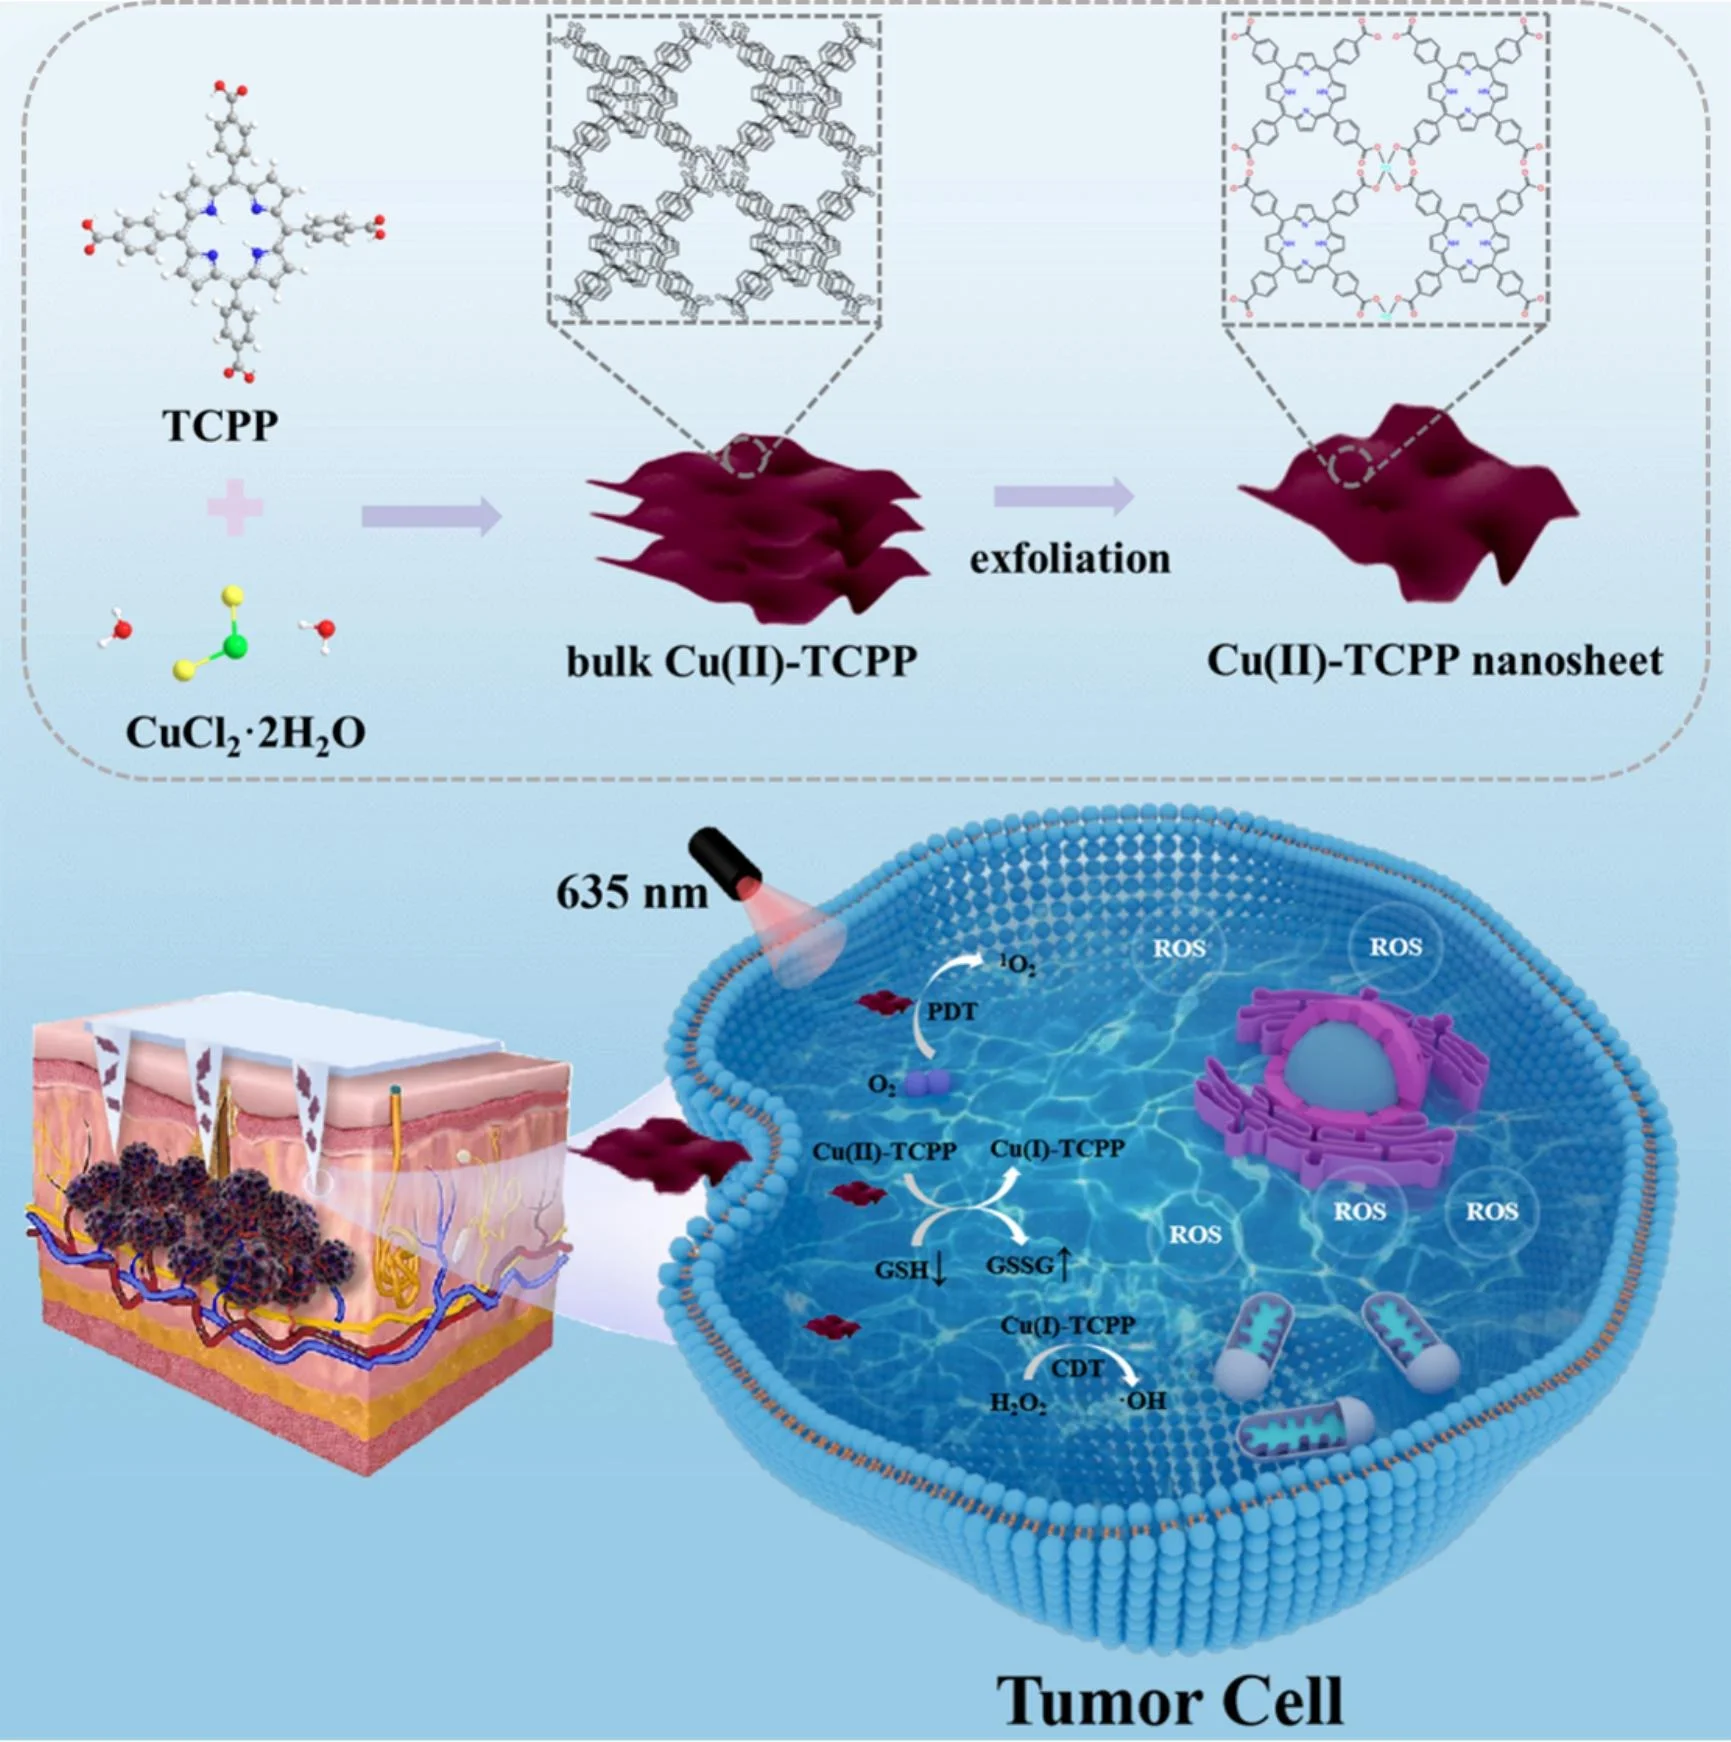 TCPP
CuCl₂·2H₂O
bulk Cu(II)-TCPP
exfoliation
Cu(II)-TCPP nanosheet
635 nm
¹O₂
PDT
O₂
Cu(II)-TCPP
Cu(I)-TCPP
GSH↓
GSSG↑
Cu(I)-TCPP
CDT
H₂O₂
·OH
ROS
ROS
ROS
ROS
ROS
Tumor Cell